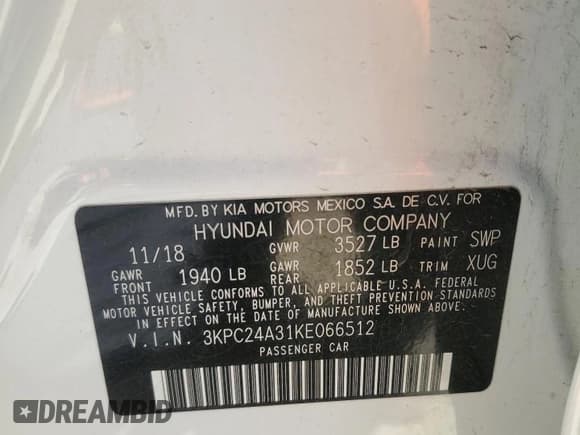 MFD. BY KIA MOTORS MEXICO S.A. DE C.V. FOR
HYUNDAI MOTOR COMPANY
11/18 GVWR 3527 LB PAINT SWP
GAWR FRONT 1940 LB GAWR REAR 1852 LB TRIM XUG
THIS VEHICLE CONFORMS TO ALL APPLICABLE U.S.A. FEDERAL
MOTOR VEHICLE SAFETY, BUMPER, AND THEFT PREVENTION STANDARDS
IN EFFECT ON THE DATE OF MANUFACTURE SHOWN ABOVE.
V.I.N. 3KPC24A31KE066512
PASSENGER CAR
DREAMBID